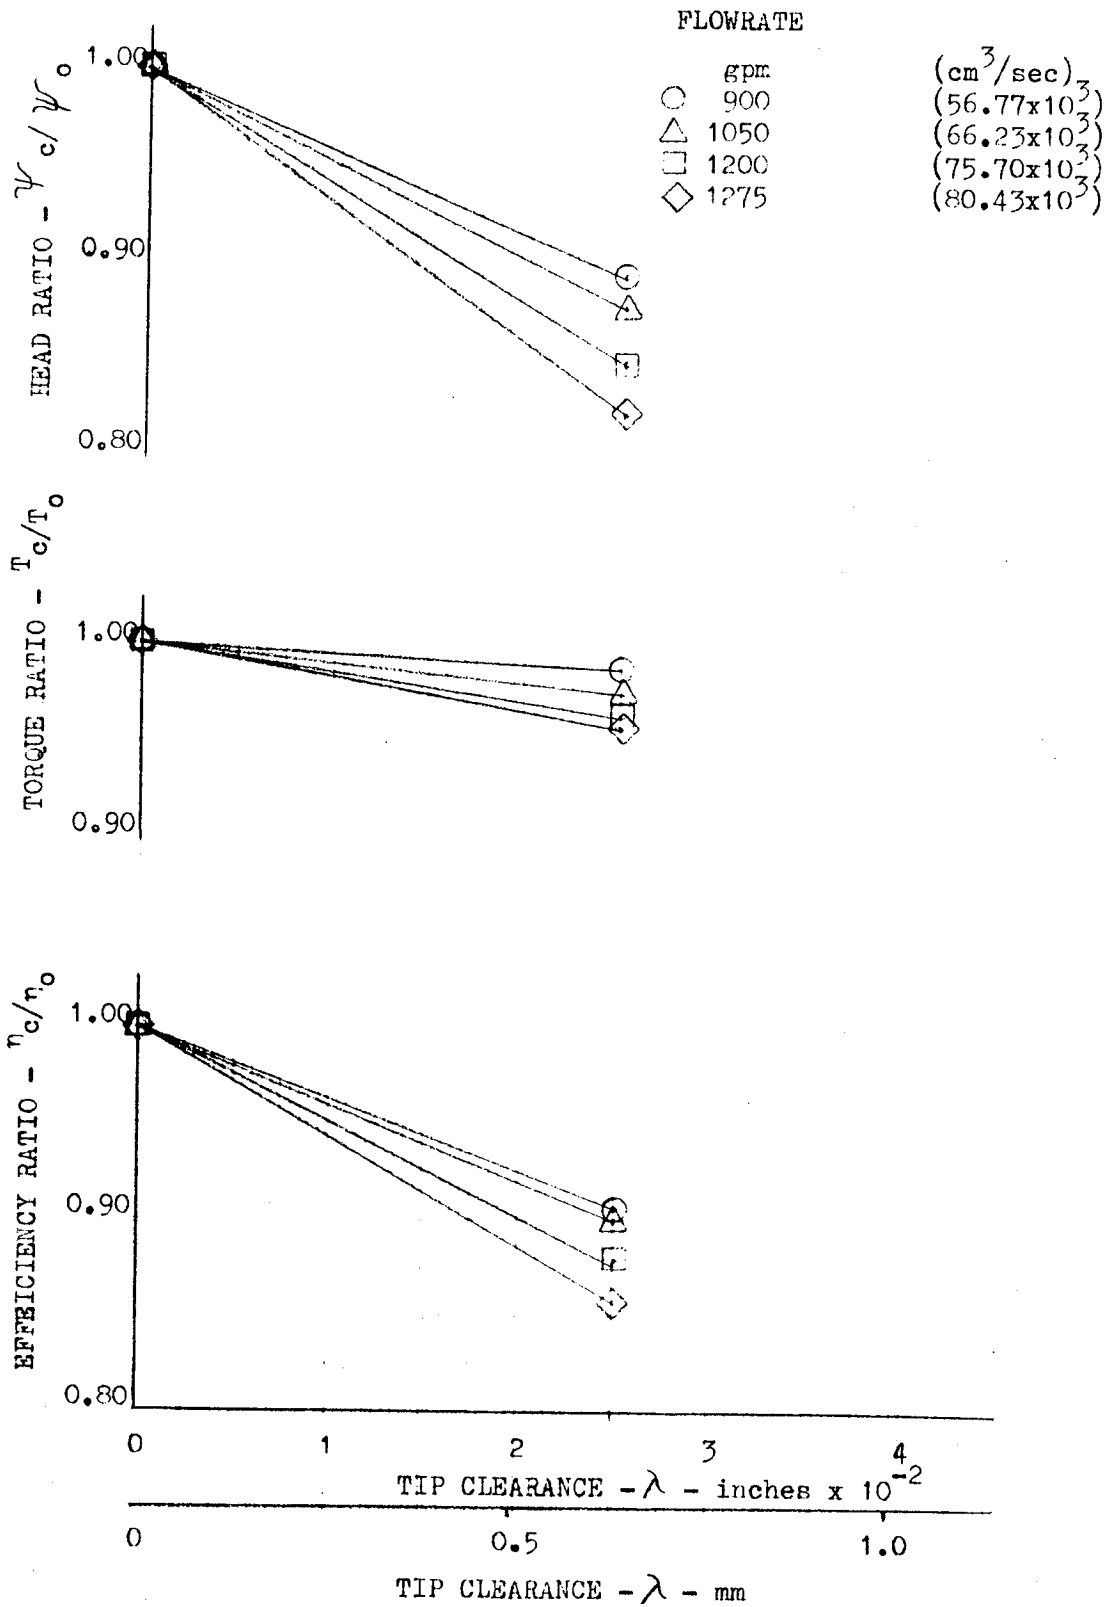 FLOWRATE
gpm (cm³/sec)
900 (56.77x10³)
1050 (66.23x10³)
1200 (75.70x10³)
1275 (80.43x10³)
HEAD RATIO - ψc/ψo
1.00
0.90
0.80
TORQUE RATIO - Tc/To
1.00
0.90
EFFEICIENCY RATIO - ηc/ηo
1.00
0.90
0.80
0 1 2 3 4
TIP CLEARANCE - λ - inches x 10⁻²
0 0.5 1.0
TIP CLEARANCE - λ - mm